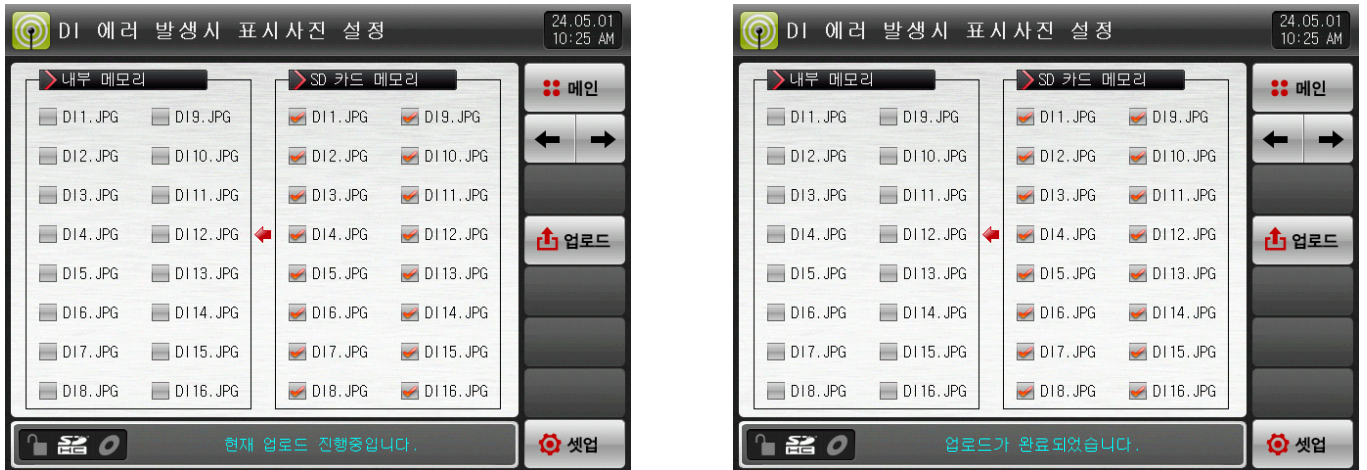 DI 에러 발생시 표시사진 설정
24.05.01
10:25 AM
내부 메모리
SD 카드 메모리
DI1.JPG DI9.JPG DI1.JPG DI9.JPG
DI2.JPG DI10.JPG DI2.JPG DI10.JPG
DI3.JPG DI11.JPG DI3.JPG DI11.JPG
DI4.JPG DI12.JPG DI4.JPG DI12.JPG
DI5.JPG DI13.JPG DI5.JPG DI13.JPG
DI6.JPG DI14.JPG DI6.JPG DI14.JPG
DI7.JPG DI15.JPG DI7.JPG DI15.JPG
DI8.JPG DI16.JPG DI8.JPG DI16.JPG
메인
업로드
SD HC
현재 업로드 진행중입니다.
셋업
DI 에러 발생시 표시사진 설정
24.05.01
10:25 AM
내부 메모리
SD 카드 메모리
DI1.JPG DI9.JPG DI1.JPG DI9.JPG
DI2.JPG DI10.JPG DI2.JPG DI10.JPG
DI3.JPG DI11.JPG DI3.JPG DI11.JPG
DI4.JPG DI12.JPG DI4.JPG DI12.JPG
DI5.JPG DI13.JPG DI5.JPG DI13.JPG
DI6.JPG DI14.JPG DI6.JPG DI14.JPG
DI7.JPG DI15.JPG DI7.JPG DI15.JPG
DI8.JPG DI16.JPG DI8.JPG DI16.JPG
메인
업로드
SD HC
업로드가 완료되었습니다.
셋업